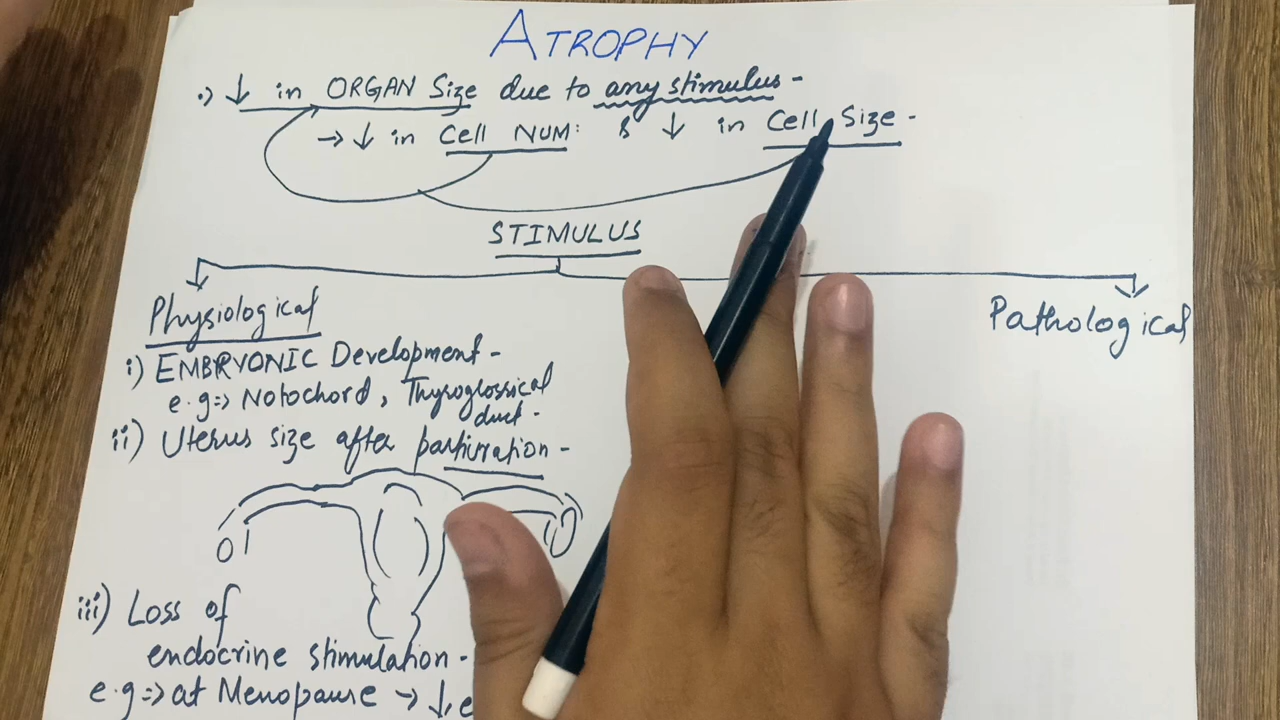 ATROPHY
.) ↓ in ORGAN Size due to any stimulus -
→ ↓ in Cell NUM: & ↓ in Cell Size -
STIMULUS
Physiological
Pathological
i) EMBRYONIC Development -
e.g => Notochord, Thyroglossical
duct -
ii) Uterus size after partirration -
iii) Loss of
endocrine stimulation -
e.g => at Menopause → ↓ e